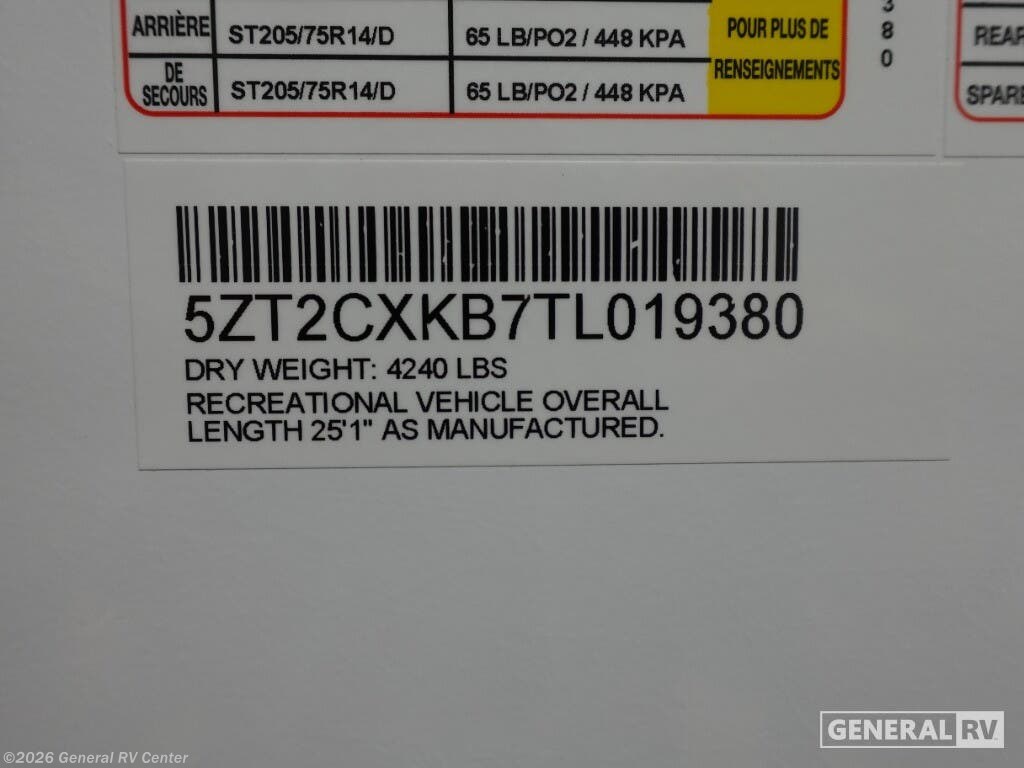 ARRIÈRE ST205/75R14/D 65 LB/PO2 / 448 KPA
DE SECOURS ST205/75R14/D 65 LB/PO2 / 448 KPA
POUR PLUS DE
RENSEIGNEMENTS
3
8
0
SPARE
5ZT2CXKB7TL019380
DRY WEIGHT: 4240 LBS
RECREATIONAL VEHICLE OVERALL
LENGTH 25'1" AS MANUFACTURED.
GENERAL RV
©2026 General RV Center